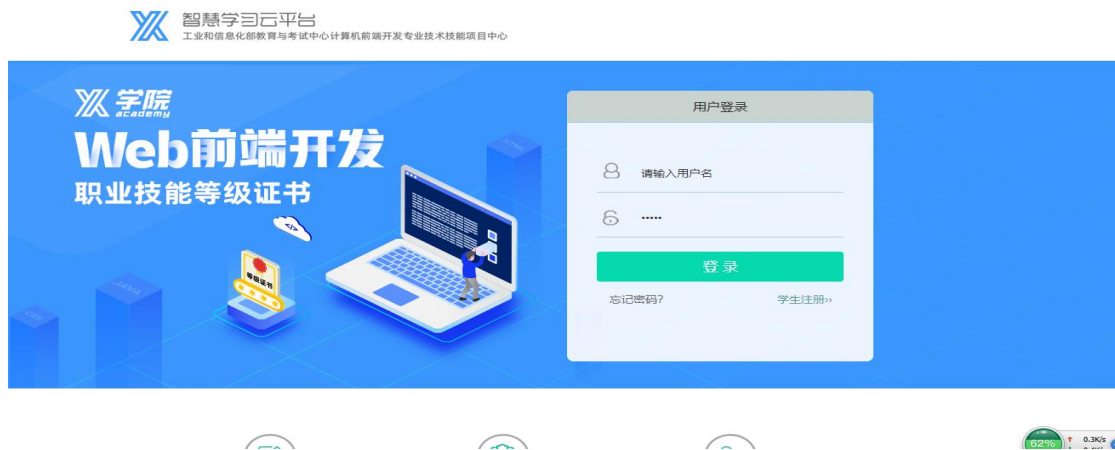 智慧学习云平台
工业和信息化部教育与考试中心计算机前端开发专业技术技能项目中心
学院
academy
Web前端开发
职业技能等级证书
等级证书
JAVA
CSS
HTML
用户登录
请输入用户名
•••••
登录
忘记密码?
学生注册››
62%
0.3K/s